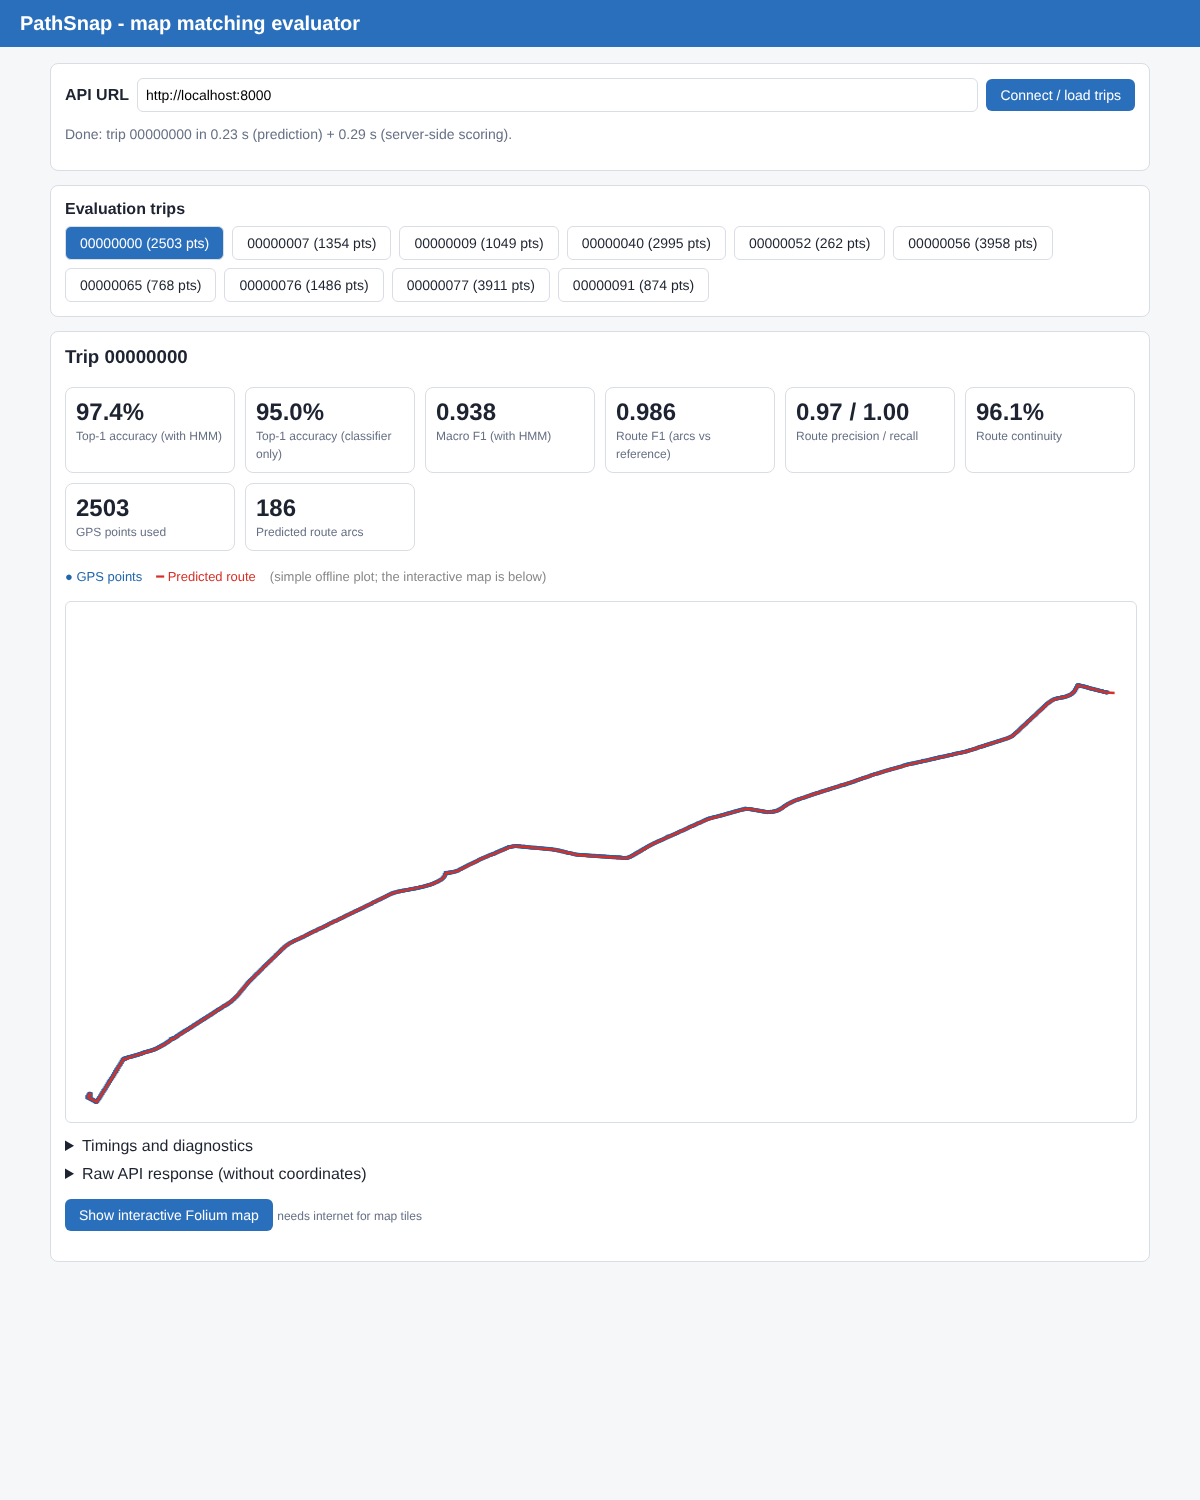 PathSnap - map matching evaluator
API URL http://localhost:8000 Connect / load trips
Done: trip 00000000 in 0.23 s (prediction) + 0.29 s (server-side scoring).
Evaluation trips
00000000 (2503 pts) 00000007 (1354 pts) 00000009 (1049 pts) 00000040 (2995 pts) 00000052 (262 pts) 00000056 (3958 pts)
00000065 (768 pts) 00000076 (1486 pts) 00000077 (3911 pts) 00000091 (874 pts)
Trip 00000000
97.4%
Top-1 accuracy (with HMM)
95.0%
Top-1 accuracy (classifier
only)
0.938
Macro F1 (with HMM)
0.986
Route F1 (arcs vs
reference)
0.97 / 1.00
Route precision / recall
96.1%
Route continuity
2503
GPS points used
186
Predicted route arcs
● GPS points ━ Predicted route (simple offline plot; the interactive map is below)
▶ Timings and diagnostics
▶ Raw API response (without coordinates)
Show interactive Folium map needs internet for map tiles